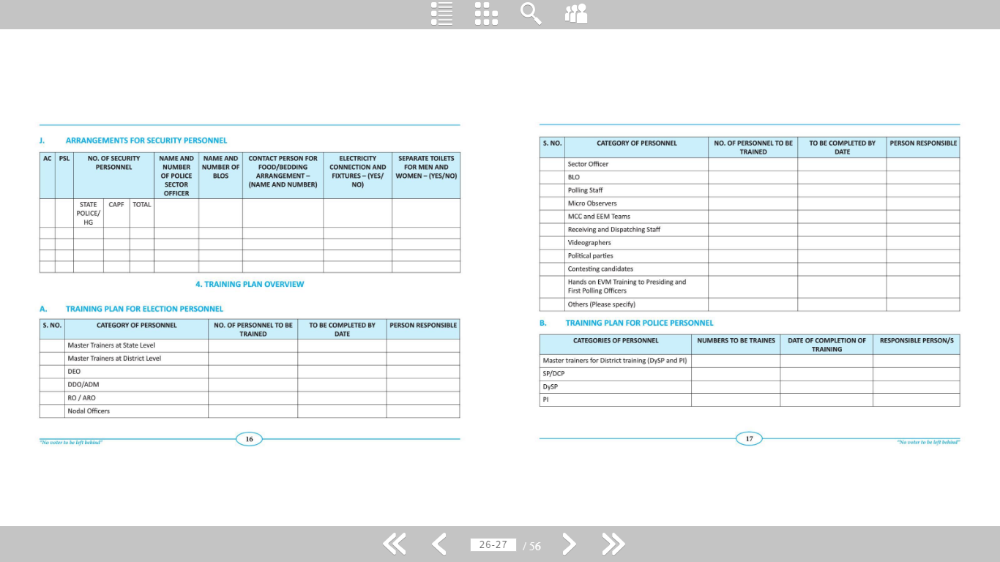 J. ARRANGEMENTS FOR SECURITY PERSONNEL
AC PSL NO. OF SECURITY PERSONNEL NAME AND NUMBER OF POLICE SECTOR OFFICER NAME AND NUMBER OF BLOS CONTACT PERSON FOR FOOD/BEDDING ARRANGEMENT – (NAME AND NUMBER) ELECTRICITY CONNECTION AND FIXTURES – (YES/ NO) SEPARATE TOILETS FOR MEN AND WOMEN – (YES/NO)
STATE POLICE/ HG CAPF TOTAL
4. TRAINING PLAN OVERVIEW
A. TRAINING PLAN FOR ELECTION PERSONNEL
S. NO. CATEGORY OF PERSONNEL NO. OF PERSONNEL TO BE TRAINED TO BE COMPLETED BY DATE PERSON RESPONSIBLE
Master Trainers at State Level
Master Trainers at District Level
DEO
DDO/ADM
RO / ARO
Nodal Officers
"No voter to be left behind"
16
S. NO. CATEGORY OF PERSONNEL NO. OF PERSONNEL TO BE TRAINED TO BE COMPLETED BY DATE PERSON RESPONSIBLE
Sector Officer
BLO
Polling Staff
Micro Observers
MCC and EEM Teams
Receiving and Dispatching Staff
Videographers
Political parties
Contesting candidates
Hands on EVM Training to Presiding and
First Polling Officers
Others (Please specify)
B. TRAINING PLAN FOR POLICE PERSONNEL
CATEGORIES OF PERSONNEL NUMBERS TO BE TRAINES DATE OF COMPLETION OF TRAINING RESPONSIBLE PERSON/S
Master trainers for District training (DySP and PI)
SP/DCP
DySP
PI
17
"No voter to be left behind"
26-27 / 56